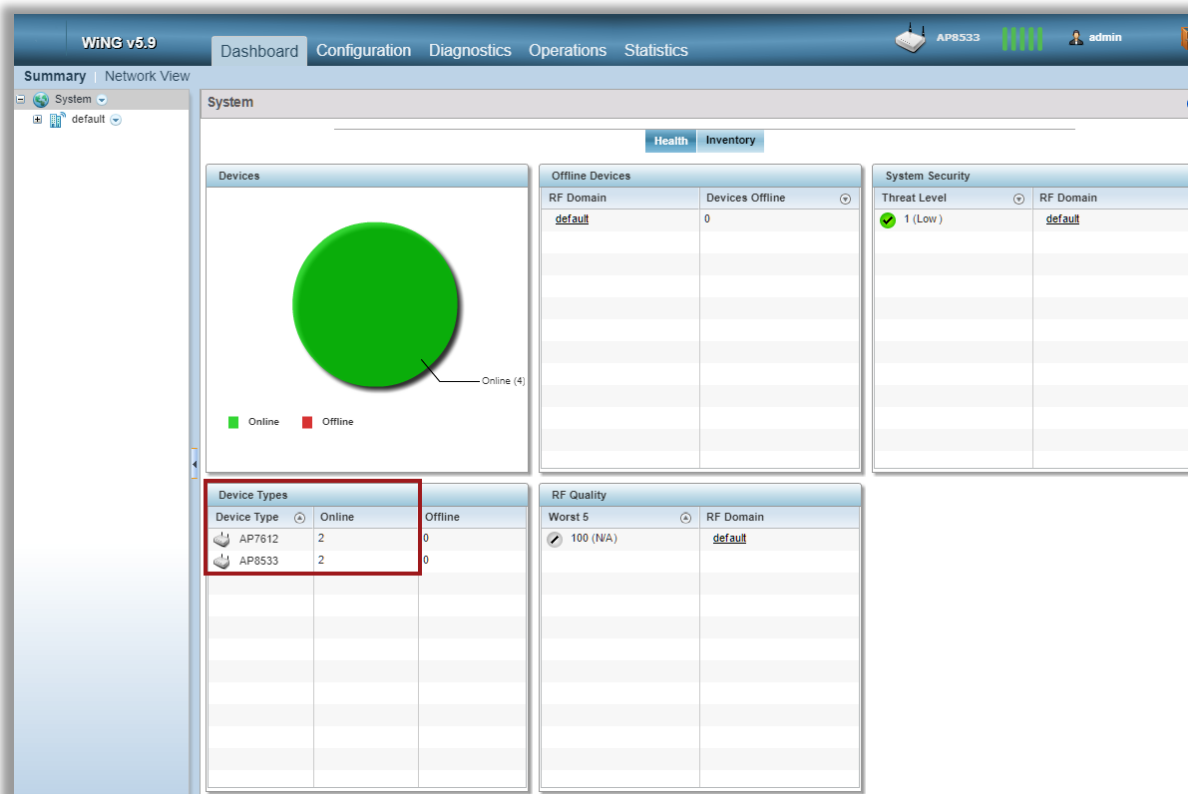 WiNG v5.9
Dashboard Configuration Diagnostics Operations Statistics
AP8533
admin
Summary | Network View
System
default
System
Health Inventory
Devices
Online (4)
Online Offline
Offline Devices
RF Domain Devices Offline
default 0
System Security
Threat Level RF Domain
1 (Low) default
Device Types
Device Type Online Offline
AP7612 2 0
AP8533 2 0
RF Quality
Worst 5 RF Domain
100 (N/A) default